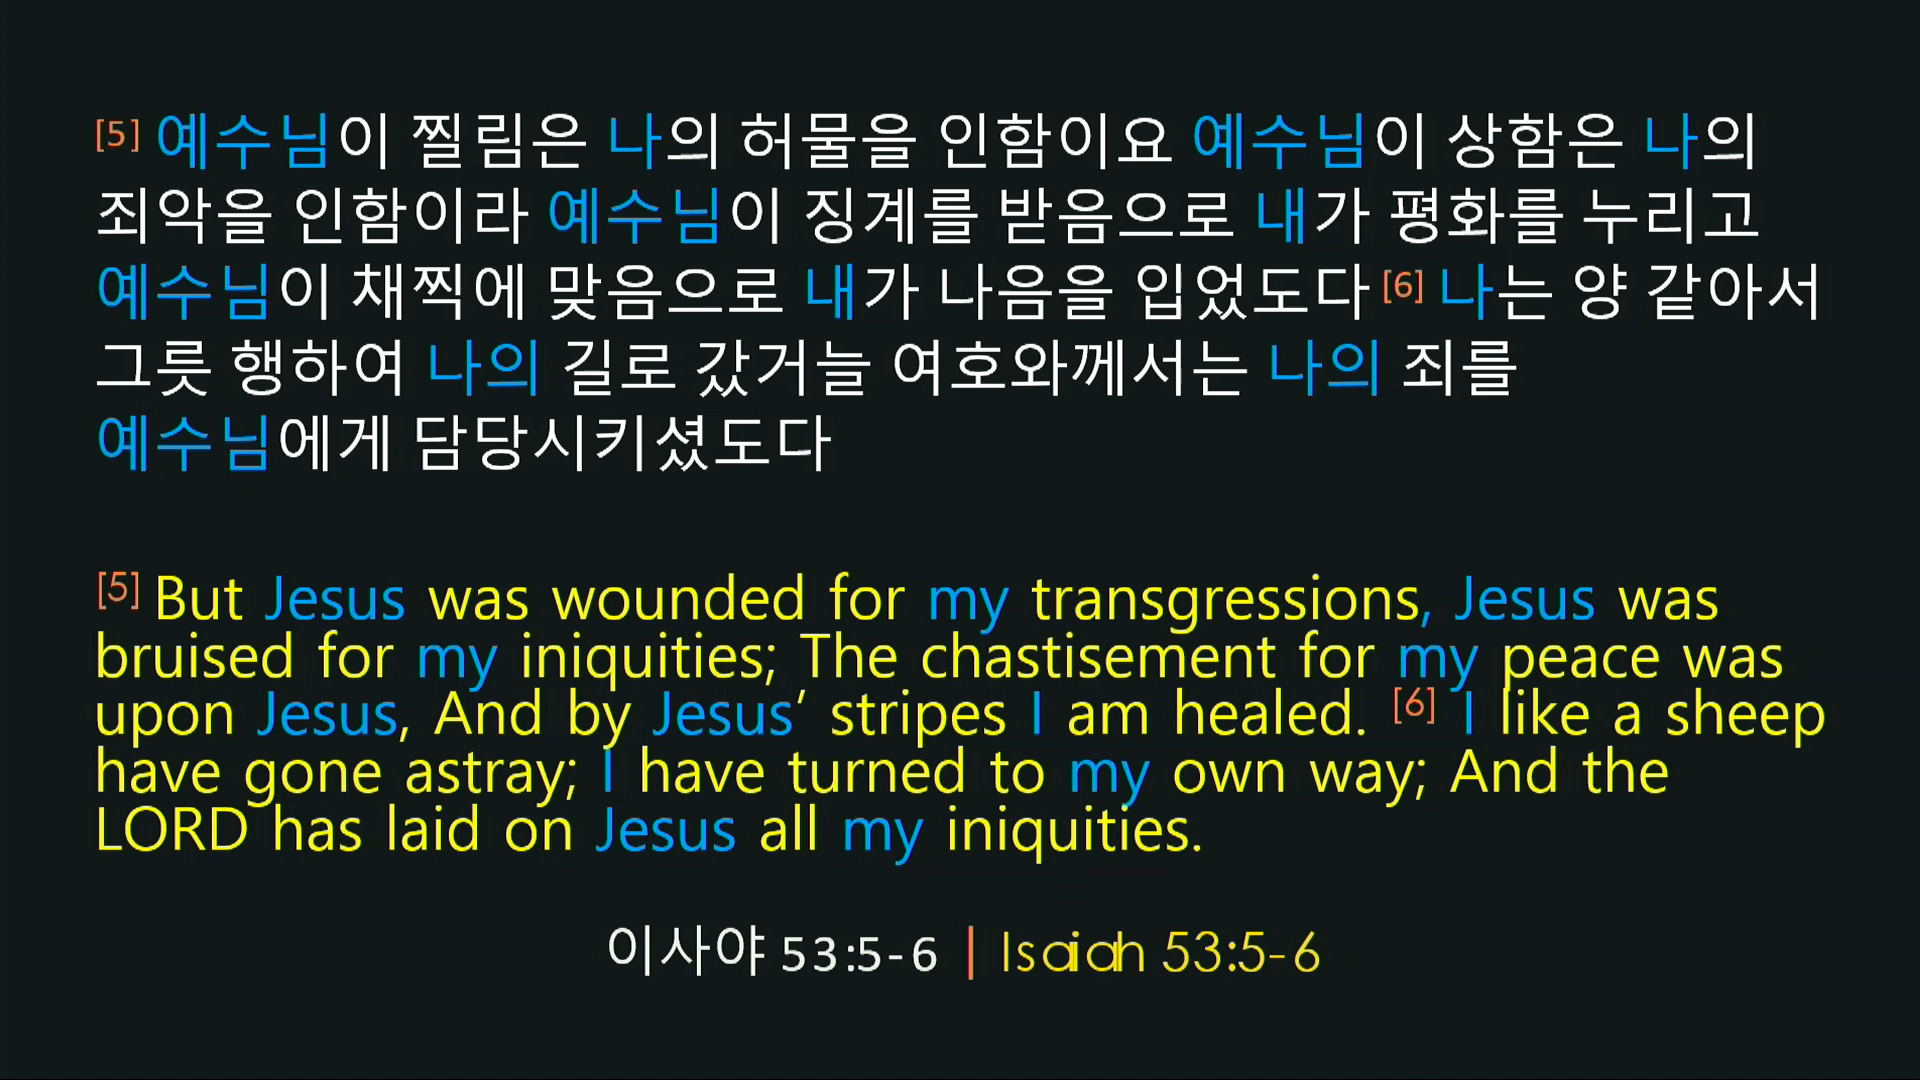 [5] 예수님이 찔림은 나의 허물을 인함이요 예수님이 상함은 나의
죄악을 인함이라 예수님이 징계를 받음으로 내가 평화를 누리고
예수님이 채찍에 맞음으로 내가 나음을 입었도다 [6] 나는 양 같아서
그릇 행하여 나의 길로 갔거늘 여호와께서는 나의 죄를
예수님에게 담당시키셨도다
[5] But Jesus was wounded for my transgressions, Jesus was
bruised for my iniquities; The chastisement for my peace was
upon Jesus, And by Jesus’ stripes I am healed. [6] I like a sheep
have gone astray; I have turned to my own way; And the
LORD has laid on Jesus all my iniquities.
이사야 53:5-6 | Isaiah 53:5-6